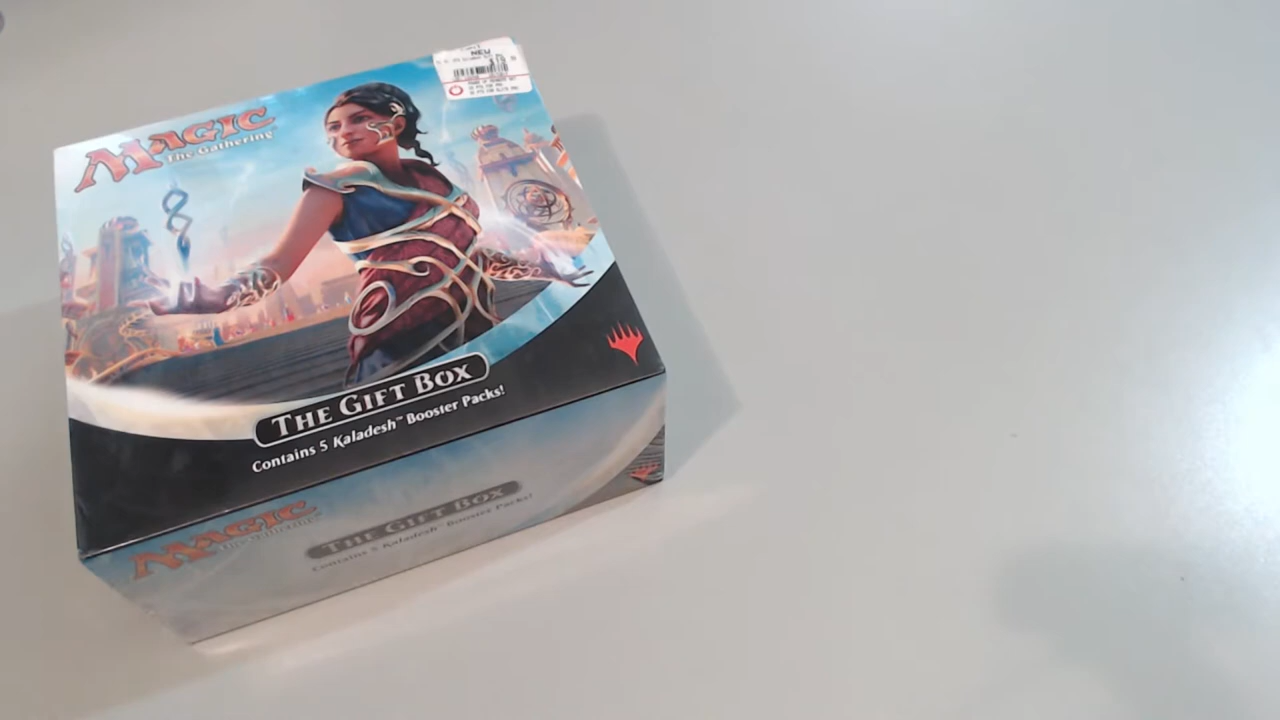 NEW
MAGIC
The Gathering®
THE GIFT BOX
Contains 5 Kaladesh™ Booster Packs!
MAGIC
The Gathering®
THE GIFT BOX
Contains 5 Kaladesh™ Booster Packs!